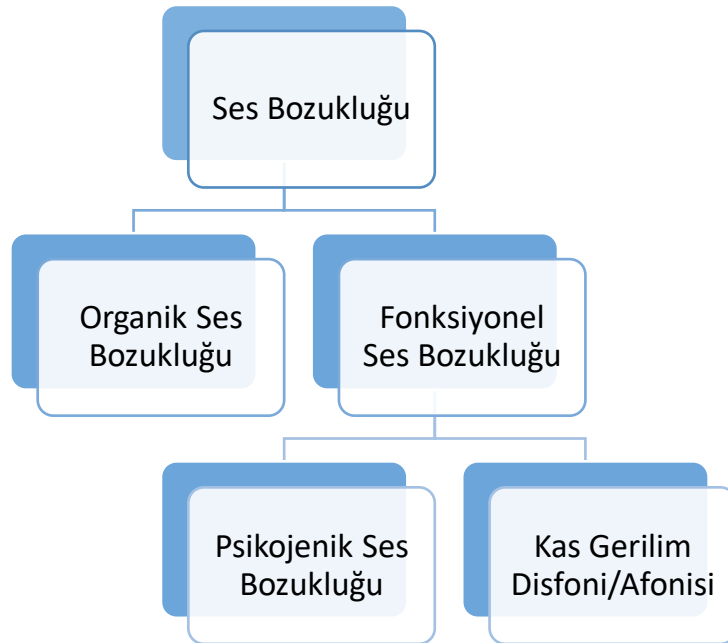 Ses Bozukluğu
Organik Ses
Bozukluğu
Fonksiyonel
Ses Bozukluğu
Psikojenik Ses
Bozukluğu
Kas Gerilim
Disfoni/Afonisi